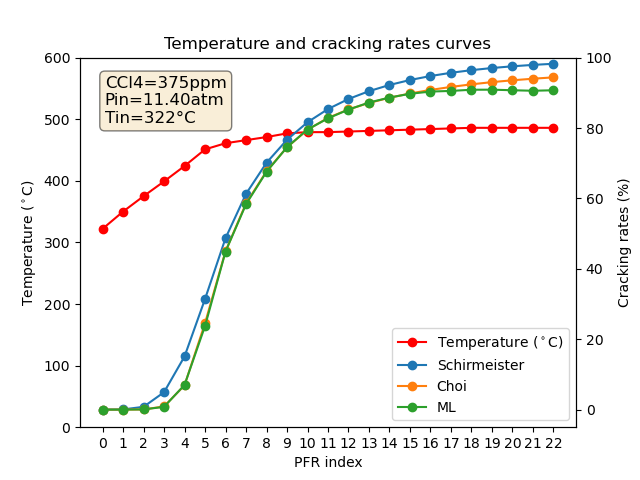 Temperature and cracking rates curves
CCl4=375ppm
Pin=11.40atm
Tin=322°C
600
500
400
300
200
100
0
Temperature (°C)
100
80
60
40
20
0
Cracking rates (%)
Temperature (°C)
Schirmeister
Choi
ML
0 1 2 3 4 5 6 7 8 9 10 11 12 13 14 15 16 17 18 19 20 21 22
PFR index